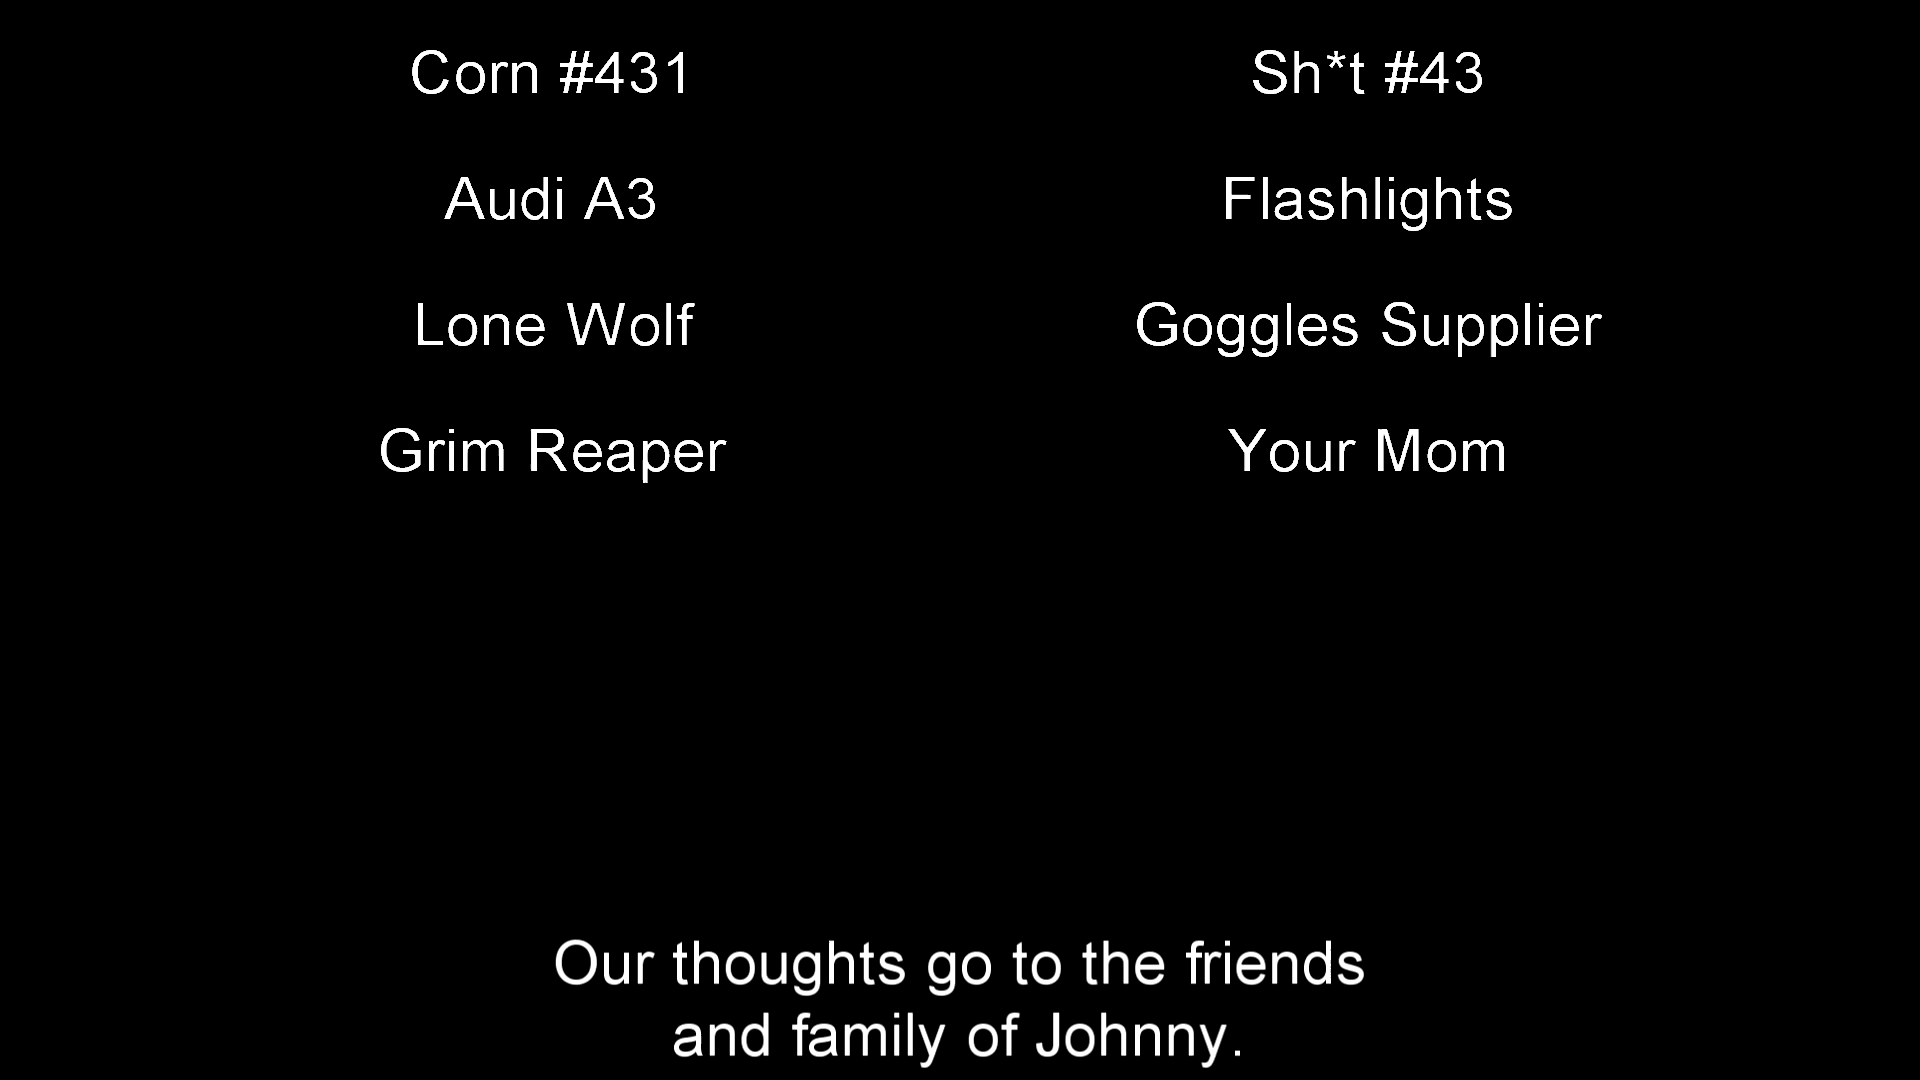 Corn #431 Sh*t #43
Audi A3 Flashlights
Lone Wolf Goggles Supplier
Grim Reaper Your Mom
Our thoughts go to the friends
and family of Johnny.